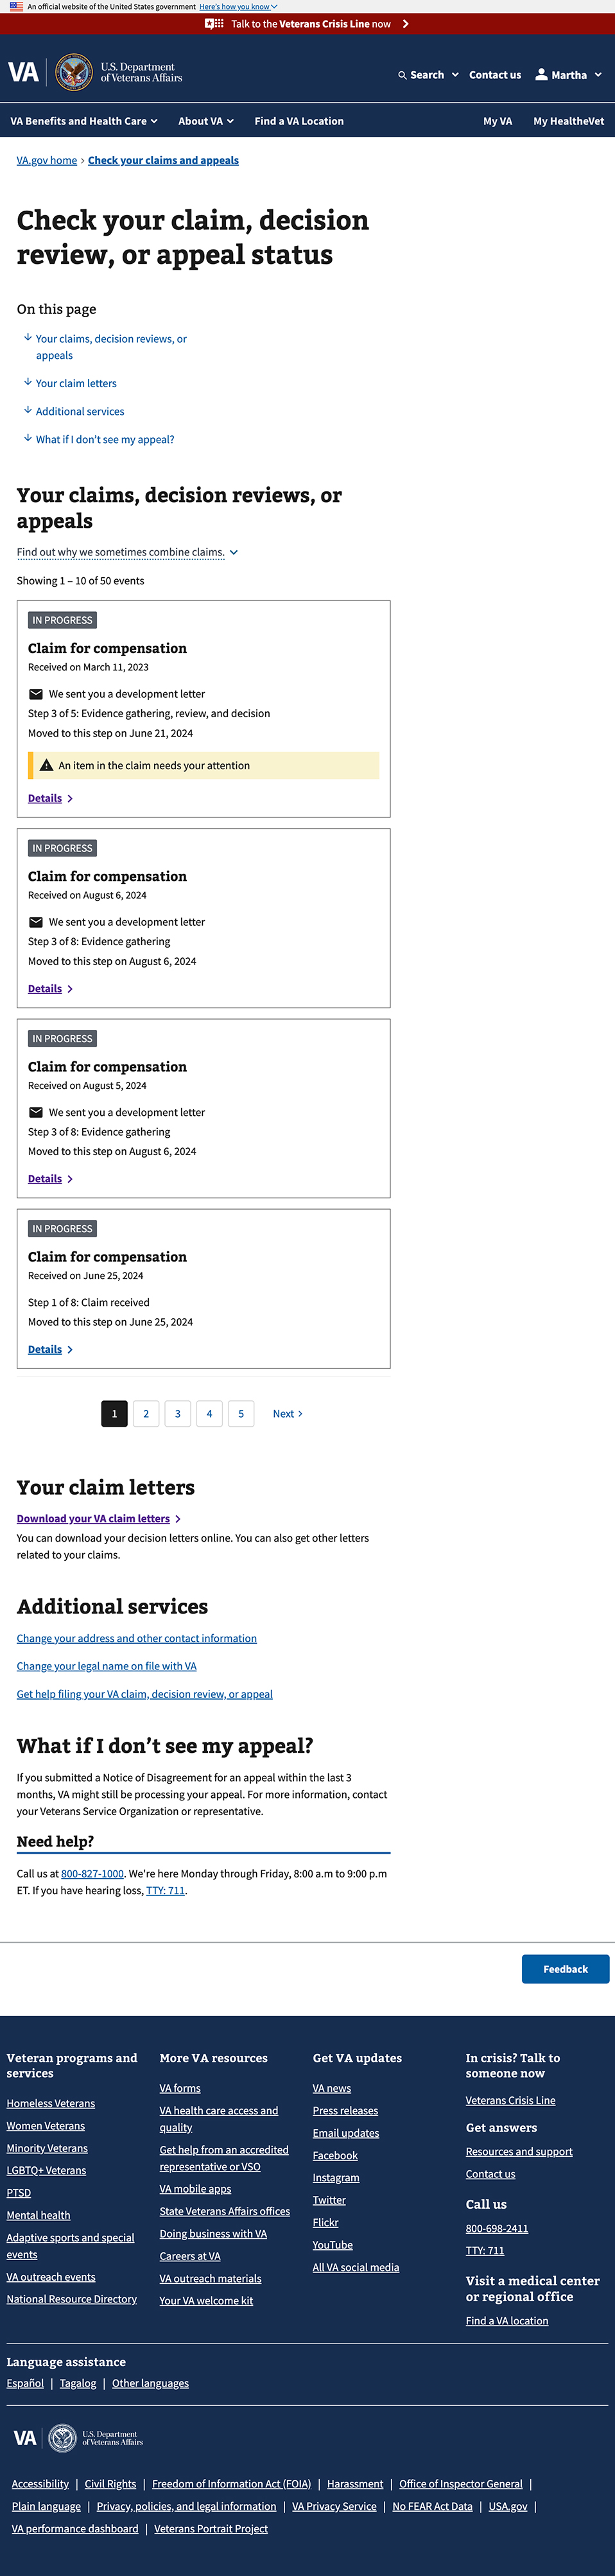 An official website of the United States government Here's how you know
Talk to the Veterans Crisis Line now
VA
U.S. Department
of Veterans Affairs
Search
Contact us
Martha
VA Benefits and Health Care
About VA
Find a VA Location
My VA
My HealtheVet
VA.gov home › Check your claims and appeals
Check your claim, decision
review, or appeal status
On this page
Your claims, decision reviews, or
appeals
Your claim letters
Additional services
What if I don't see my appeal?
Your claims, decision reviews, or
appeals
Find out why we sometimes combine claims.
Showing 1 – 10 of 50 events
IN PROGRESS
Claim for compensation
Received on March 11, 2023
We sent you a development letter
Step 3 of 5: Evidence gathering, review, and decision
Moved to this step on June 21, 2024
An item in the claim needs your attention
Details
IN PROGRESS
Claim for compensation
Received on August 6, 2024
We sent you a development letter
Step 3 of 8: Evidence gathering
Moved to this step on August 6, 2024
Details
IN PROGRESS
Claim for compensation
Received on August 5, 2024
We sent you a development letter
Step 3 of 8: Evidence gathering
Moved to this step on August 6, 2024
Details
IN PROGRESS
Claim for compensation
Received on June 25, 2024
Step 1 of 8: Claim received
Moved to this step on June 25, 2024
Details
1 2 3 4 5 Next
Your claim letters
Download your VA claim letters
You can download your decision letters online. You can also get other letters
related to your claims.
Additional services
Change your address and other contact information
Change your legal name on file with VA
Get help filing your VA claim, decision review, or appeal
What if I don’t see my appeal?
If you submitted a Notice of Disagreement for an appeal within the last 3
months, VA might still be processing your appeal. For more information, contact
your Veterans Service Organization or representative.
Need help?
Call us at 800-827-1000. We're here Monday through Friday, 8:00 a.m to 9:00 p.m
ET. If you have hearing loss, TTY: 711.
Feedback
Veteran programs and
services
Homeless Veterans
Women Veterans
Minority Veterans
LGBTQ+ Veterans
PTSD
Mental health
Adaptive sports and special
events
VA outreach events
National Resource Directory
More VA resources
VA forms
VA health care access and
quality
Get help from an accredited
representative or VSO
VA mobile apps
State Veterans Affairs offices
Doing business with VA
Careers at VA
VA outreach materials
Your VA welcome kit
Get VA updates
VA news
Press releases
Email updates
Facebook
Instagram
Twitter
Flickr
YouTube
All VA social media
In crisis? Talk to
someone now
Veterans Crisis Line
Get answers
Resources and support
Contact us
Call us
800-698-2411
TTY: 711
Visit a medical center
or regional office
Find a VA location
Language assistance
Español | Tagalog | Other languages
VA
U.S. Department
of Veterans Affairs
Accessibility | Civil Rights | Freedom of Information Act (FOIA) | Harassment | Office of Inspector General |
Plain language | Privacy, policies, and legal information | VA Privacy Service | No FEAR Act Data | USA.gov |
VA performance dashboard | Veterans Portrait Project